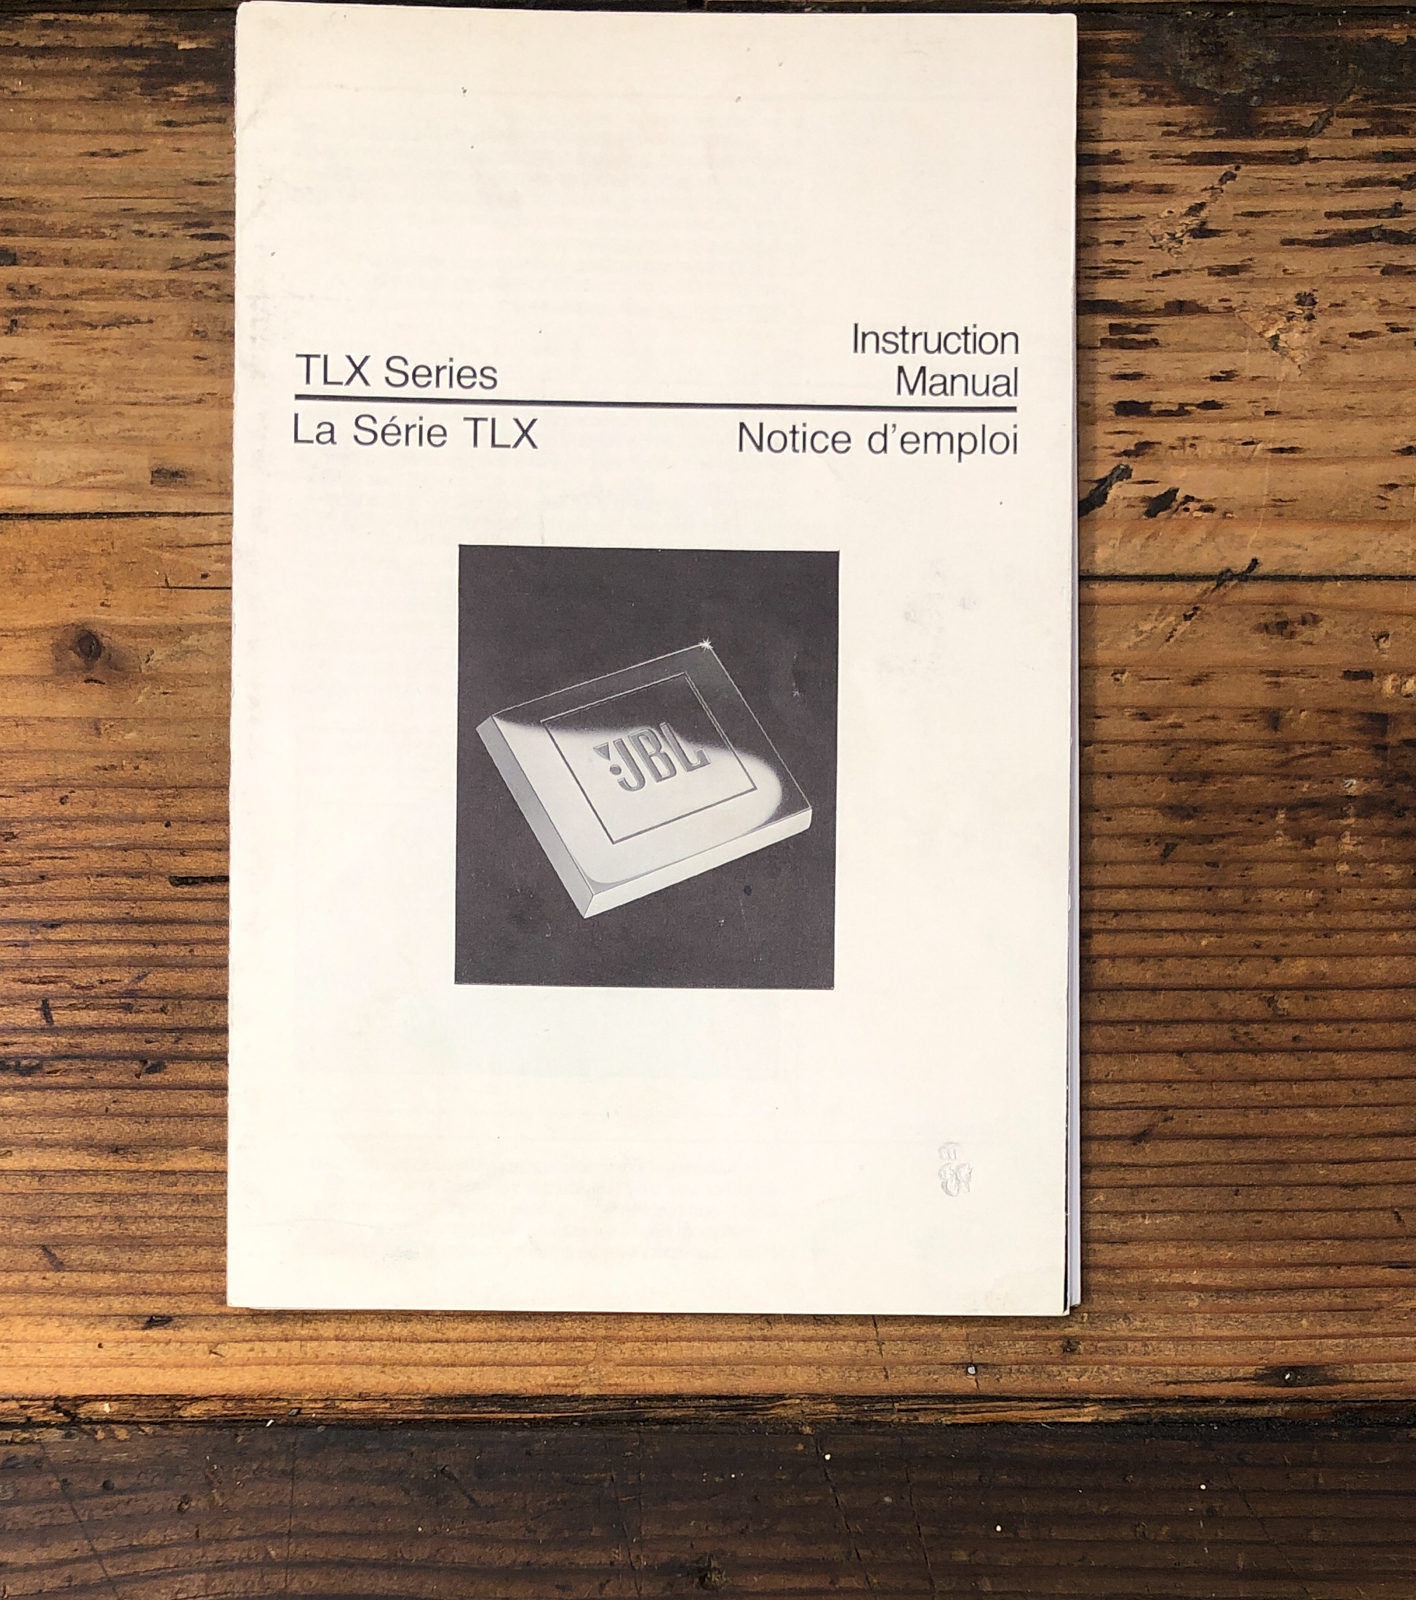 TLX Series
Instruction
Manual
La Série TLX
Notice d'emploi
JBL